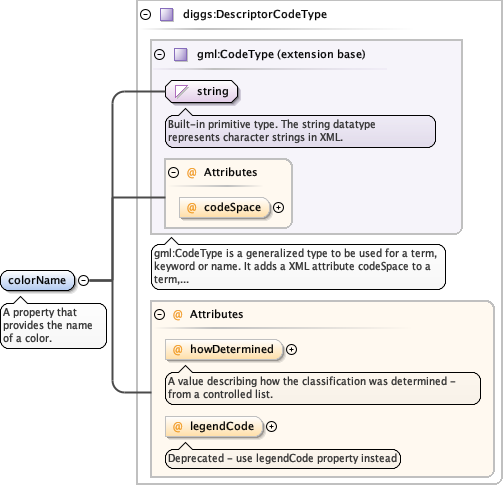 diggs:DescriptorCodeType
gml:CodeType (extension base)
string
Built-in primitive type. The string datatype
represents character strings in XML.
@ Attributes
@ codeSpace
gml:CodeType is a generalized type to be used for a term,
keyword or name. It adds a XML attribute codeSpace to a
term,...
colorName
A property that
provides the name
of a color.
@ Attributes
@ howDetermined
A value describing how the classification was determined -
from a controlled list.
@ legendCode
Deprecated - use legendCode property instead